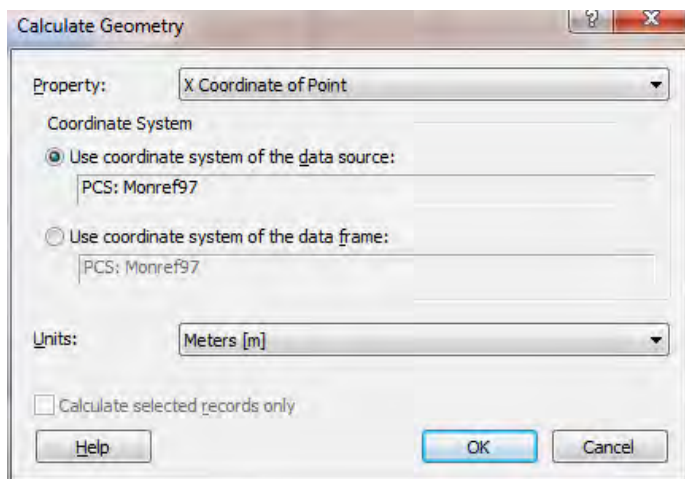 Calculate Geometry
Property: X Coordinate of Point
Coordinate System
Use coordinate system of the data source:
PCS: Monref97
Use coordinate system of the data frame:
PCS: Monref97
Units: Meters [m]
Calculate selected records only
Help OK Cancel